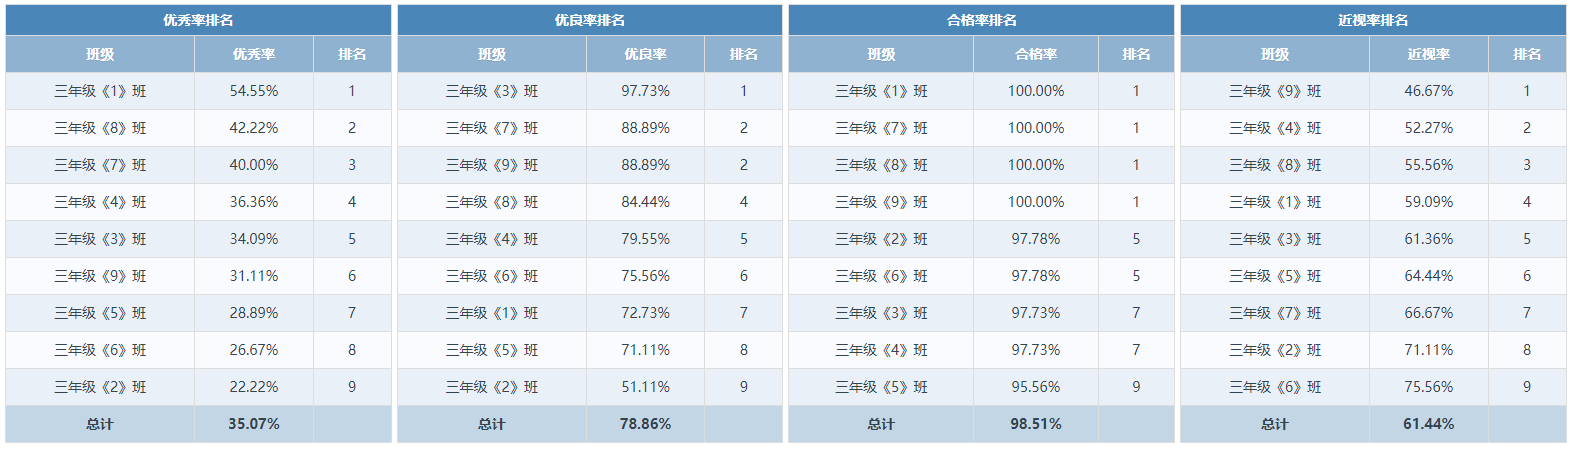 优秀率排名 优良率排名 合格率排名 近视率排名
班级 优秀率 排名 班级 优良率 排名 班级 合格率 排名 班级 近视率 排名
三年级《1》班 54.55% 1 三年级《3》班 97.73% 1 三年级《1》班 100.00% 1 三年级《9》班 46.67% 1
三年级《8》班 42.22% 2 三年级《7》班 88.89% 2 三年级《7》班 100.00% 1 三年级《4》班 52.27% 2
三年级《7》班 40.00% 3 三年级《9》班 88.89% 2 三年级《8》班 100.00% 1 三年级《8》班 55.56% 3
三年级《4》班 36.36% 4 三年级《8》班 84.44% 4 三年级《9》班 100.00% 1 三年级《1》班 59.09% 4
三年级《3》班 34.09% 5 三年级《4》班 79.55% 5 三年级《2》班 97.78% 5 三年级《3》班 61.36% 5
三年级《9》班 31.11% 6 三年级《6》班 75.56% 6 三年级《6》班 97.78% 5 三年级《5》班 64.44% 6
三年级《5》班 28.89% 7 三年级《1》班 72.73% 7 三年级《3》班 97.73% 7 三年级《7》班 66.67% 7
三年级《6》班 26.67% 8 三年级《5》班 71.11% 8 三年级《4》班 97.73% 7 三年级《2》班 71.11% 8
三年级《2》班 22.22% 9 三年级《2》班 51.11% 9 三年级《5》班 95.56% 9 三年级《6》班 75.56% 9
总计 35.07% 总计 78.86% 总计 98.51% 总计 61.44%